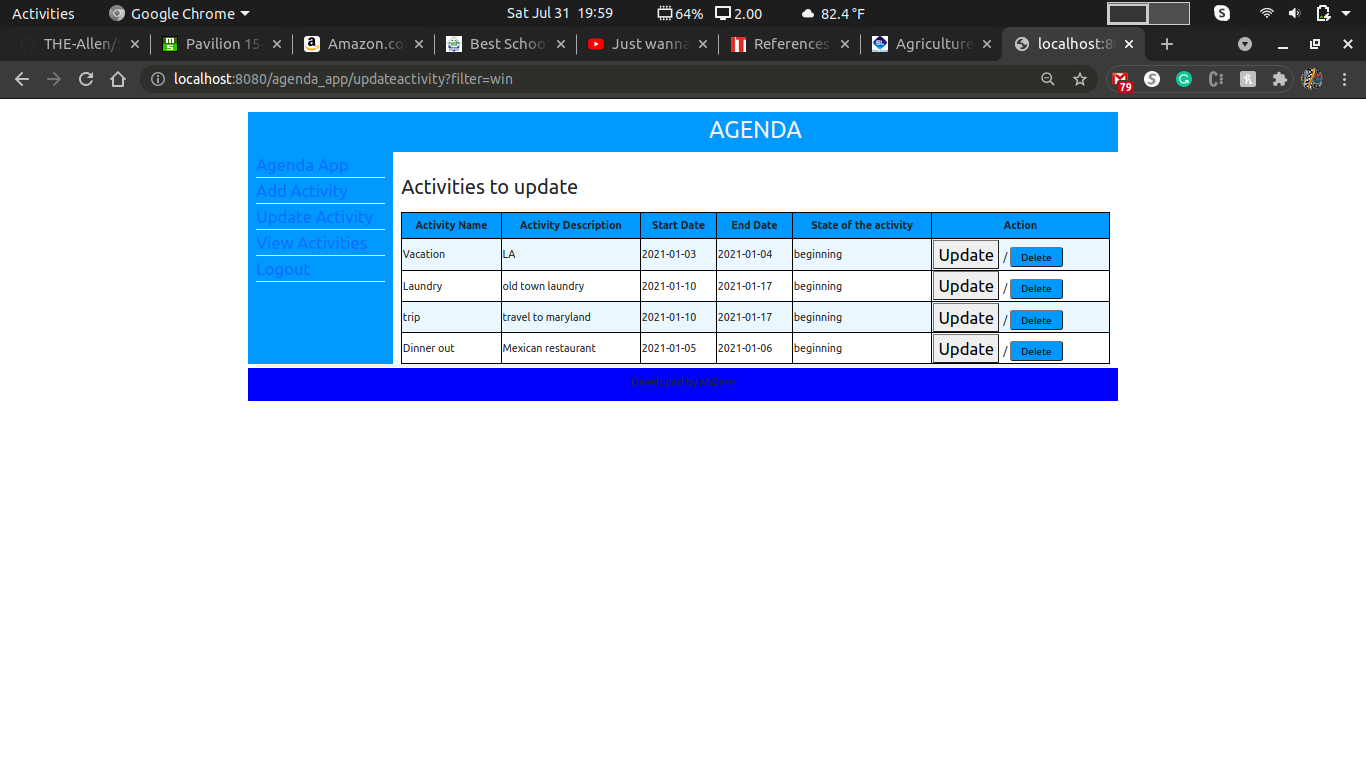 Activities Google Chrome Sat Jul 31 19:59 64% 2.00 82.4 °F
THE-Allen/ Pavilion 15 Amazon.co Best Schoo Just wanna References Agriculture localhost:8
localhost:8080/agenda_app/updateactivity?filter=win 79
AGENDA
Agenda App
Add Activity
Update Activity
View Activities
Logout
Activities to update
Activity Name Activity Description Start Date End Date State of the activity Action
Vacation LA 2021-01-03 2021-01-04 beginning Update / Delete
Laundry old town laundry 2021-01-10 2021-01-17 beginning Update / Delete
trip travel to maryland 2021-01-10 2021-01-17 beginning Update / Delete
Dinner out Mexican restaurant 2021-01-05 2021-01-06 beginning Update / Delete